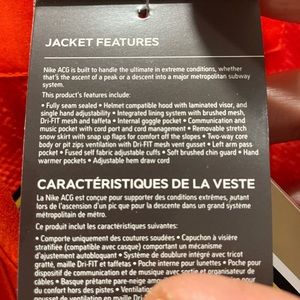 JACKET FEATURES
Nike ACG is built to handle the ultimate in extreme conditions, whether
that's the ascent of a peak or a descent into a major metropolitan subway
system.
This product's features include:
• Fully seam sealed • Helmet compatible hood with laminated visor, and
single hand adjustability • Integrated lining system with brushed mesh,
Dri-FIT mesh and taffeta • Internal goggle pocket • Communication and
music pocket with cord port and cord management • Removable stretch
snow skirt with snap up flaps for comfort off the slopes • Two-way core
body or pit zips ventilation with Dri-FIT mesh vent gusset • Left arm pass
pocket • Fused self fabric adjustable cuffs • Soft brushed chin guard • Hand
warmer pockets • Adjustable hem draw cord
CARACTÉRISTIQUES DE LA VESTE
La Nike ACG est conçue pour supporter des conditions extrêmes, autant
lors de l'ascension d'un pic que pour la descente dans un grand système
métropolitain de métro.
Ce produit inclut les caractéristiques suivantes:
• Comporte uniquement des coutures soudées • Capuchon à visière
stratifiée (compatible avec casque) comportant un mécanisme
d'ajustement autobloquant • Système de doublure intégré avec tricot
gratté, maille Dri-FIT et taffetas • Poche interne pour lunettes • Poche pour
dispositif de communication et de musique avec sortie et organisateur de
câbles • Basque pare-neige amovible
pour un confort hors